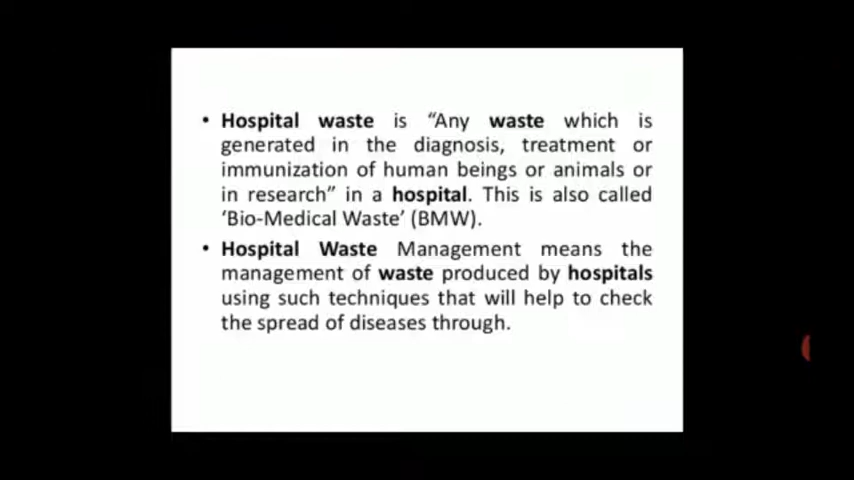 • Hospital waste is “Any waste which is
generated in the diagnosis, treatment or
immunization of human beings or animals or
in research” in a hospital. This is also called
‘Bio-Medical Waste’ (BMW).
• Hospital Waste Management means the
management of waste produced by hospitals
using such techniques that will help to check
the spread of diseases through.